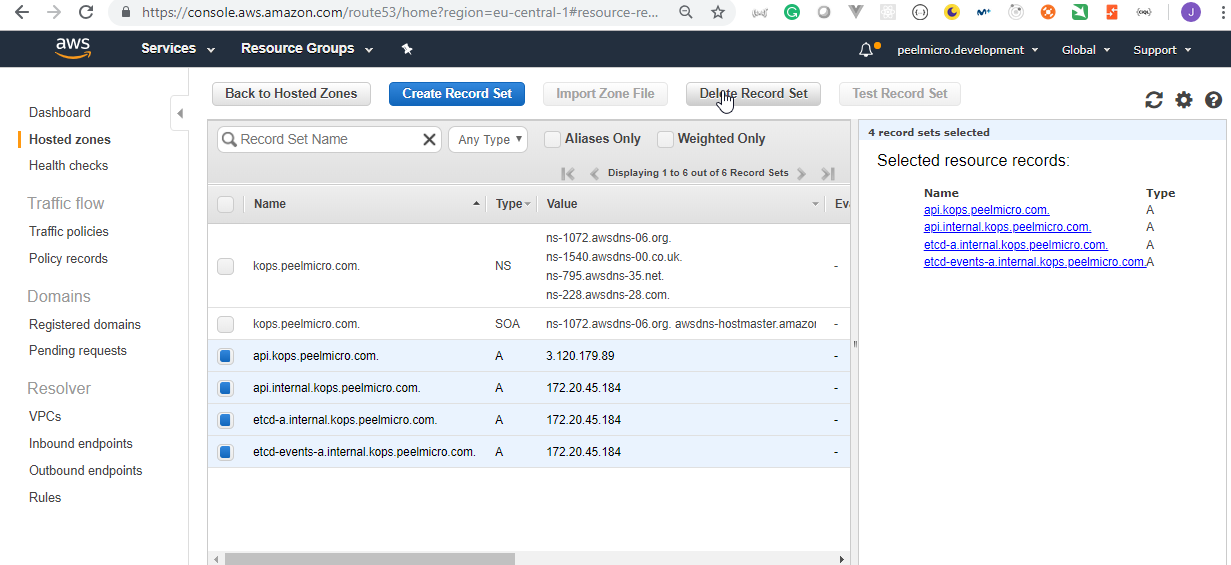 https://console.aws.amazon.com/route53/home?region=eu-central-1#resource-re...
J
aws
Services
Resource Groups
peelmicro.development
Global
Support
Dashboard
Hosted zones
Health checks
Traffic flow
Traffic policies
Policy records
Domains
Registered domains
Pending requests
Resolver
VPCs
Inbound endpoints
Outbound endpoints
Rules
Back to Hosted Zones
Create Record Set
Import Zone File
Delete Record Set
Test Record Set
Record Set Name
Any Type
Aliases Only
Weighted Only
Displaying 1 to 6 out of 6 Record Sets
Name Type Value Ev
kops.peelmicro.com. NS
ns-1072.awsdns-06.org.
ns-1540.awsdns-00.co.uk.
ns-795.awsdns-35.net.
ns-228.awsdns-28.com.
-
kops.peelmicro.com. SOA ns-1072.awsdns-06.org. awsdns-hostmaster.amazo -
api.kops.peelmicro.com. A 3.120.179.89 -
api.internal.kops.peelmicro.com. A 172.20.45.184 -
etcd-a.internal.kops.peelmicro.com. A 172.20.45.184 -
etcd-events-a.internal.kops.peelmicro.com. A 172.20.45.184 -
4 record sets selected
Selected resource records:
Name Type
api.kops.peelmicro.com. A
api.internal.kops.peelmicro.com. A
etcd-a.internal.kops.peelmicro.com. A
etcd-events-a.internal.kops.peelmicro.com. A